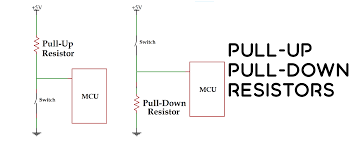 +5V
Pull-Up
Resistor
MCU
Switch
+5V
Switch
MCU
Pull-Down
Resistor
PULL-UP
PULL-DOWN
RESISTORS